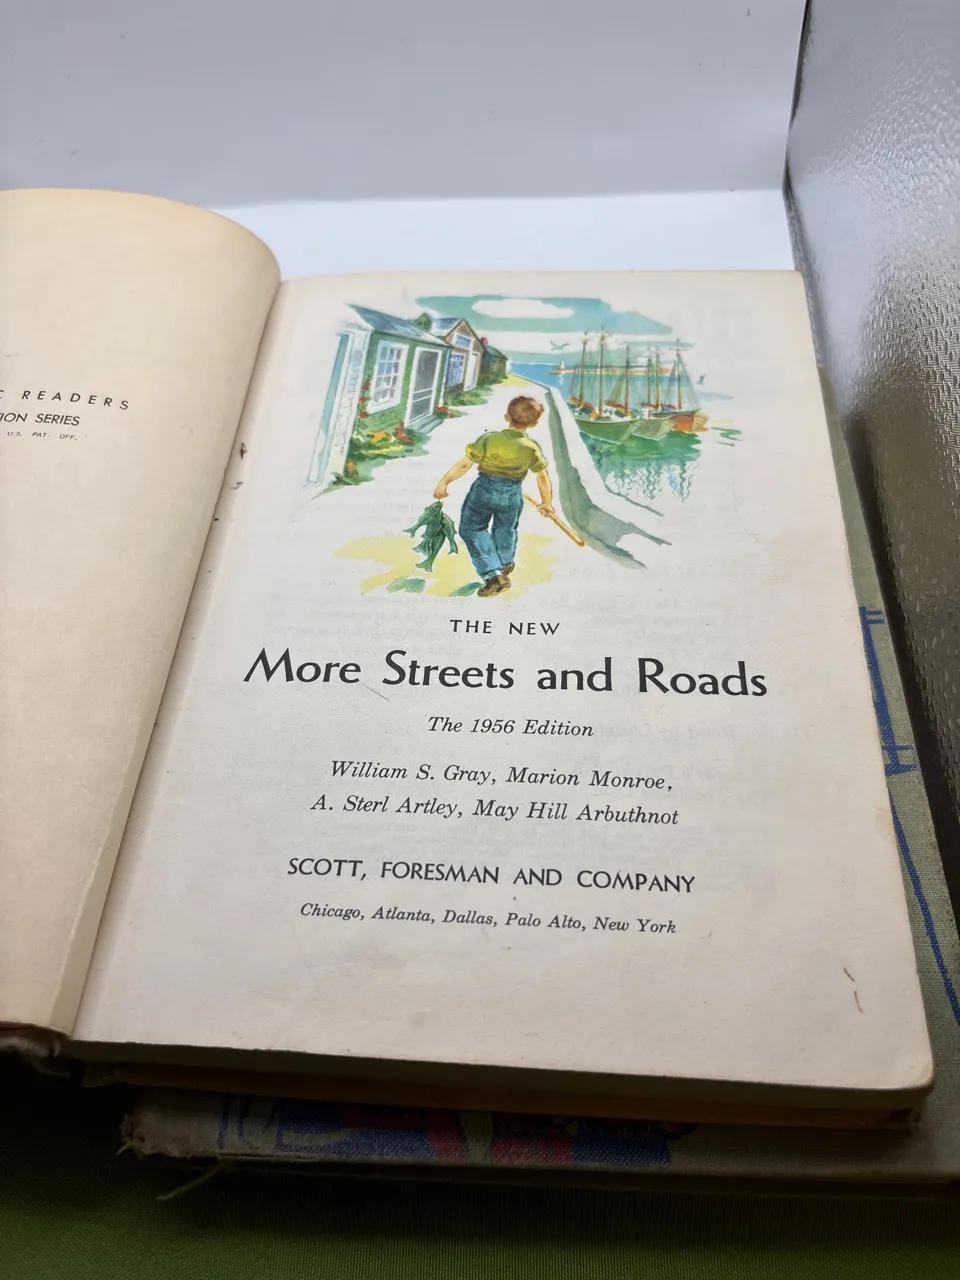 READERS
ION SERIES
U.S. PAT. OFF.
THE NEW
More Streets and Roads
The 1956 Edition
William S. Gray, Marion Monroe,
A. Sterl Artley, May Hill Arbuthnot
SCOTT, FORESMAN AND COMPANY
Chicago, Atlanta, Dallas, Palo Alto, New York